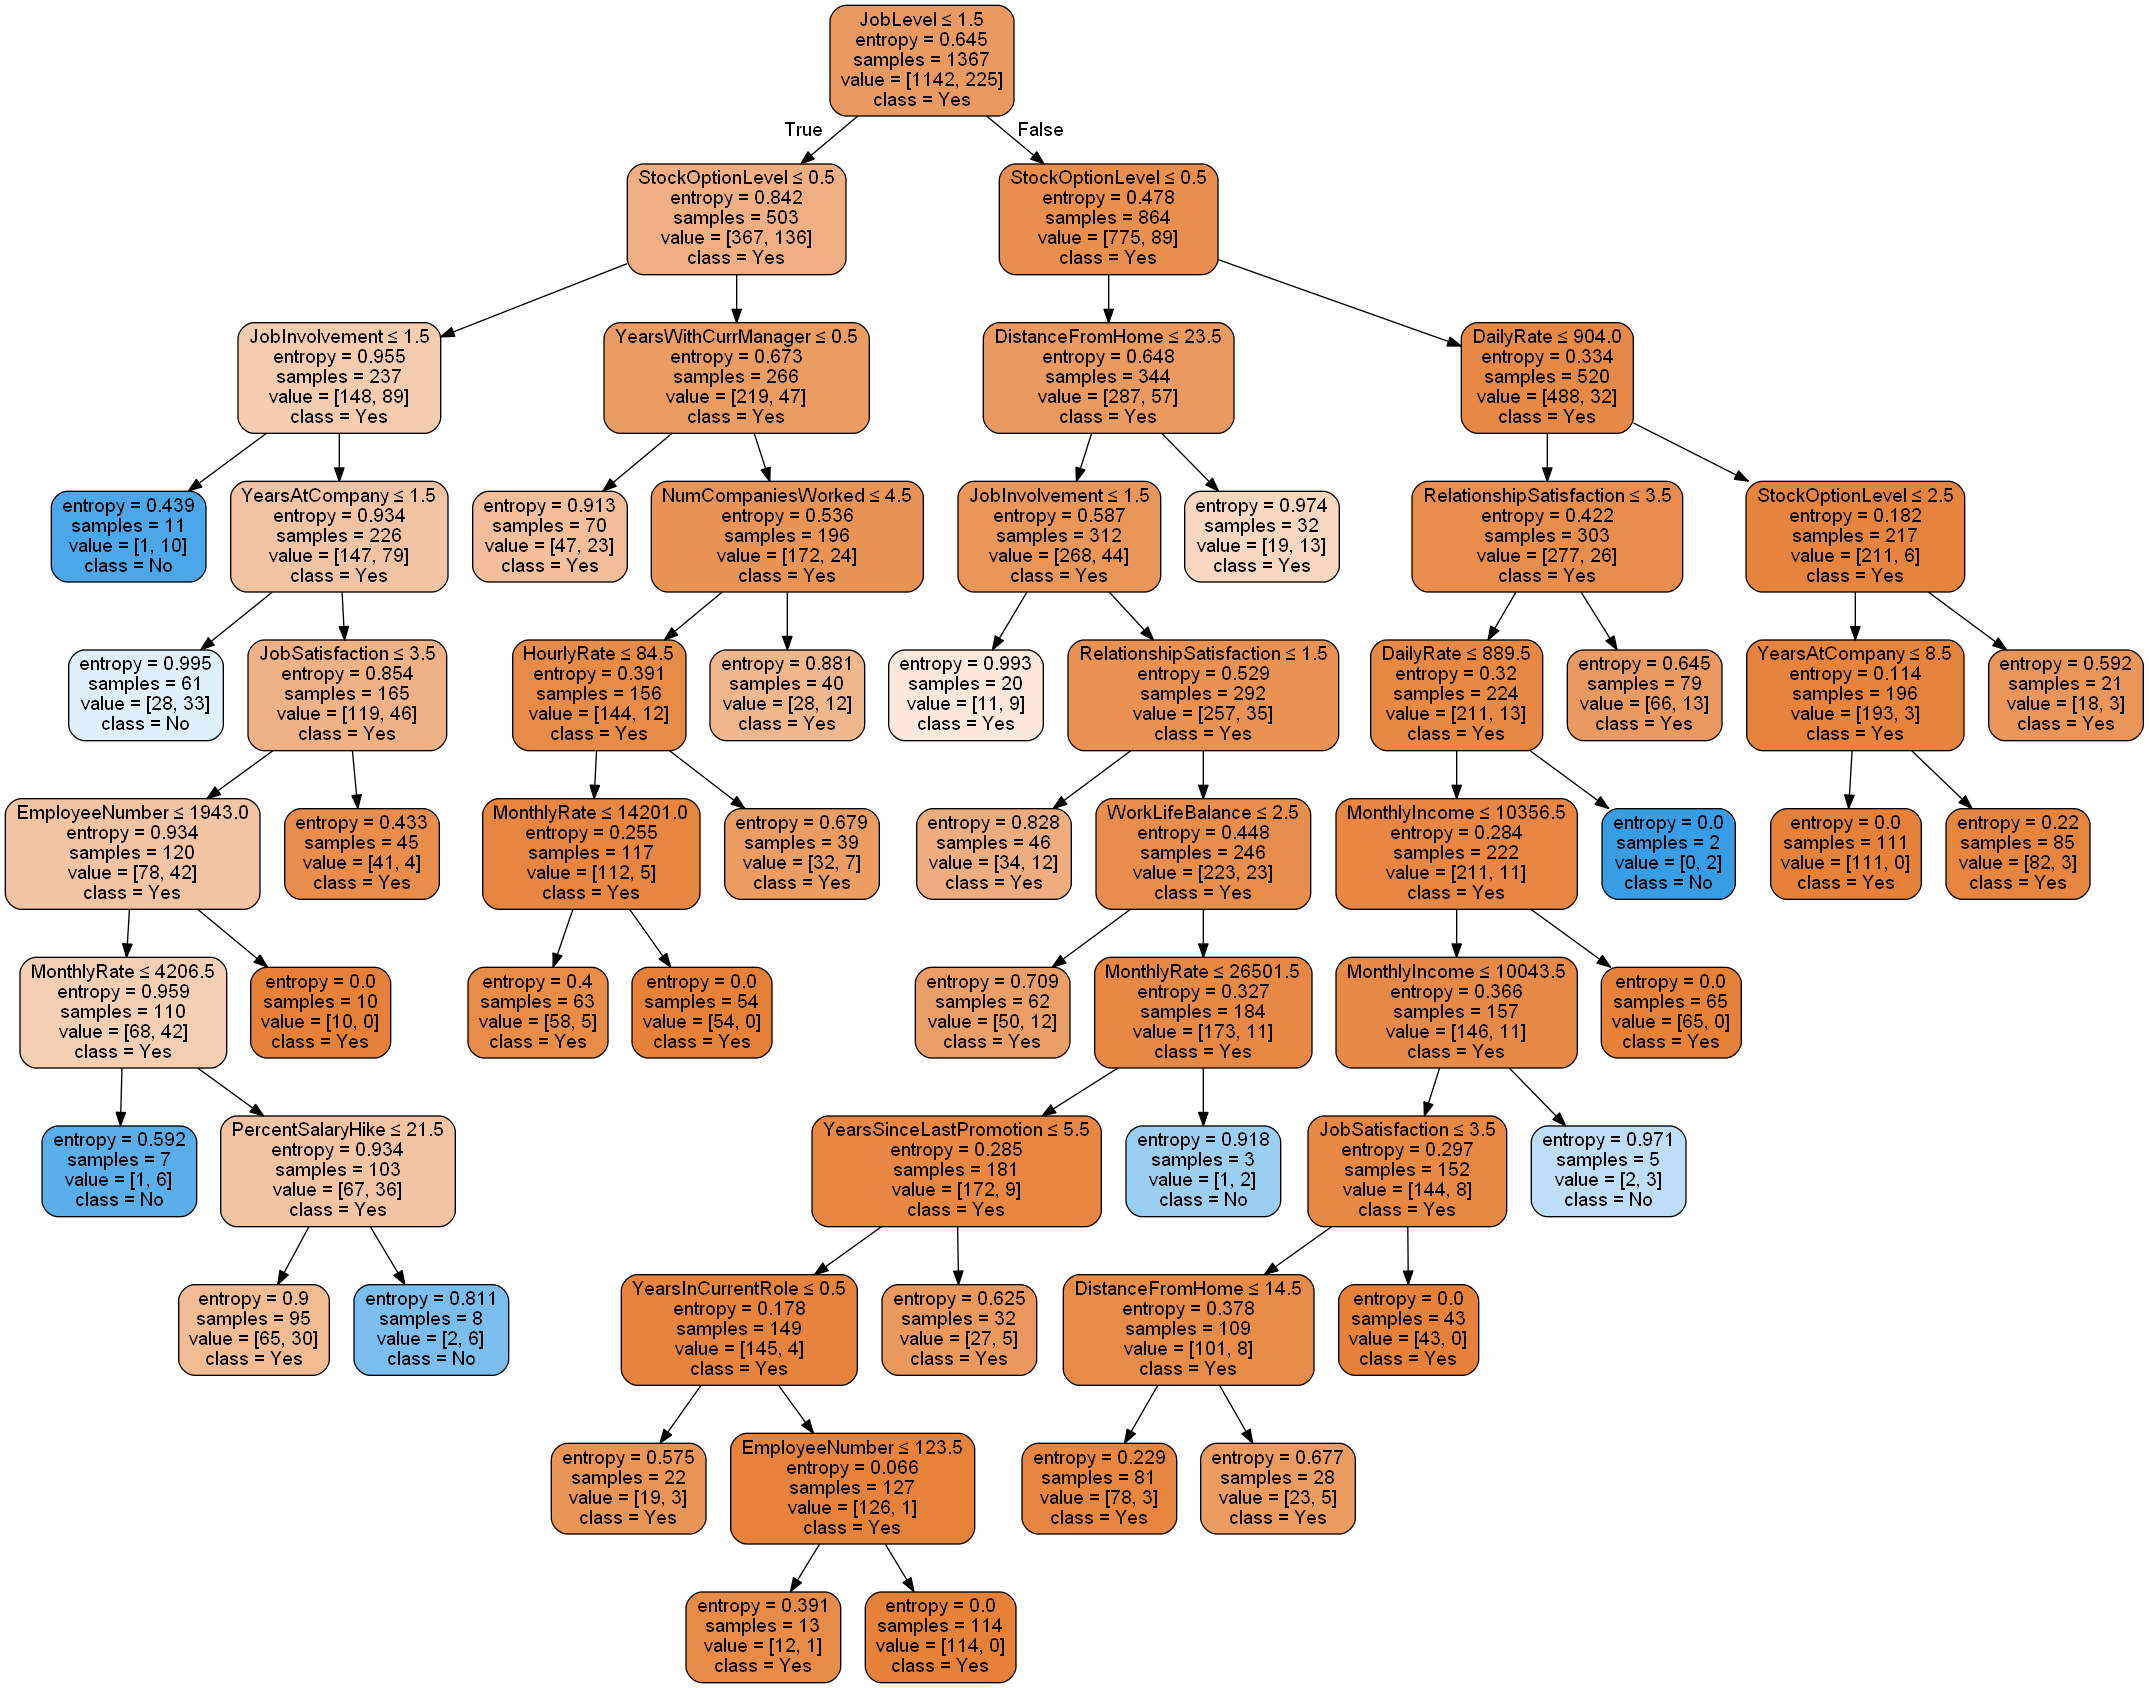 JobLevel ≤ 1.5
entropy = 0.645
samples = 1367
value = [1142, 225]
class = Yes
True
False
StockOptionLevel ≤ 0.5
entropy = 0.842
samples = 503
value = [367, 136]
class = Yes
StockOptionLevel ≤ 0.5
entropy = 0.478
samples = 864
value = [775, 89]
class = Yes
JobInvolvement ≤ 1.5
entropy = 0.955
samples = 237
value = [148, 89]
class = Yes
YearsWithCurrManager ≤ 0.5
entropy = 0.673
samples = 266
value = [219, 47]
class = Yes
DistanceFromHome ≤ 23.5
entropy = 0.648
samples = 344
value = [287, 57]
class = Yes
DailyRate ≤ 904.0
entropy = 0.334
samples = 520
value = [488, 32]
class = Yes
entropy = 0.439
samples = 11
value = [1, 10]
class = No
YearsAtCompany ≤ 1.5
entropy = 0.934
samples = 226
value = [147, 79]
class = Yes
entropy = 0.913
samples = 70
value = [47, 23]
class = Yes
NumCompaniesWorked ≤ 4.5
entropy = 0.536
samples = 196
value = [172, 24]
class = Yes
JobInvolvement ≤ 1.5
entropy = 0.587
samples = 312
value = [268, 44]
class = Yes
entropy = 0.974
samples = 32
value = [19, 13]
class = Yes
RelationshipSatisfaction ≤ 3.5
entropy = 0.422
samples = 303
value = [277, 26]
class = Yes
StockOptionLevel ≤ 2.5
entropy = 0.182
samples = 217
value = [211, 6]
class = Yes
entropy = 0.995
samples = 61
value = [28, 33]
class = No
JobSatisfaction ≤ 3.5
entropy = 0.854
samples = 165
value = [119, 46]
class = Yes
HourlyRate ≤ 84.5
entropy = 0.391
samples = 156
value = [144, 12]
class = Yes
entropy = 0.881
samples = 40
value = [28, 12]
class = Yes
entropy = 0.993
samples = 20
value = [11, 9]
class = Yes
RelationshipSatisfaction ≤ 1.5
entropy = 0.529
samples = 292
value = [257, 35]
class = Yes
DailyRate ≤ 889.5
entropy = 0.32
samples = 224
value = [211, 13]
class = Yes
entropy = 0.645
samples = 79
value = [66, 13]
class = Yes
YearsAtCompany ≤ 8.5
entropy = 0.114
samples = 196
value = [193, 3]
class = Yes
entropy = 0.592
samples = 21
value = [18, 3]
class = Yes
EmployeeNumber ≤ 1943.0
entropy = 0.934
samples = 120
value = [78, 42]
class = Yes
entropy = 0.433
samples = 45
value = [41, 4]
class = Yes
MonthlyRate ≤ 14201.0
entropy = 0.255
samples = 117
value = [112, 5]
class = Yes
entropy = 0.679
samples = 39
value = [32, 7]
class = Yes
entropy = 0.828
samples = 46
value = [34, 12]
class = Yes
WorkLifeBalance ≤ 2.5
entropy = 0.448
samples = 246
value = [223, 23]
class = Yes
MonthlyIncome ≤ 10356.5
entropy = 0.284
samples = 222
value = [211, 11]
class = Yes
entropy = 0.0
samples = 2
value = [0, 2]
class = No
entropy = 0.0
samples = 111
value = [111, 0]
class = Yes
entropy = 0.22
samples = 85
value = [82, 3]
class = Yes
MonthlyRate ≤ 4206.5
entropy = 0.959
samples = 110
value = [68, 42]
class = Yes
entropy = 0.0
samples = 10
value = [10, 0]
class = Yes
entropy = 0.4
samples = 63
value = [58, 5]
class = Yes
entropy = 0.0
samples = 54
value = [54, 0]
class = Yes
entropy = 0.709
samples = 62
value = [50, 12]
class = Yes
MonthlyRate ≤ 26501.5
entropy = 0.327
samples = 184
value = [173, 11]
class = Yes
MonthlyIncome ≤ 10043.5
entropy = 0.366
samples = 157
value = [146, 11]
class = Yes
entropy = 0.0
samples = 65
value = [65, 0]
class = Yes
entropy = 0.592
samples = 7
value = [1, 6]
class = No
PercentSalaryHike ≤ 21.5
entropy = 0.934
samples = 103
value = [67, 36]
class = Yes
YearsSinceLastPromotion ≤ 5.5
entropy = 0.285
samples = 181
value = [172, 9]
class = Yes
entropy = 0.918
samples = 3
value = [1, 2]
class = No
JobSatisfaction ≤ 3.5
entropy = 0.297
samples = 152
value = [144, 8]
class = Yes
entropy = 0.971
samples = 5
value = [2, 3]
class = No
entropy = 0.9
samples = 95
value = [65, 30]
class = Yes
entropy = 0.811
samples = 8
value = [2, 6]
class = No
YearsInCurrentRole ≤ 0.5
entropy = 0.178
samples = 149
value = [145, 4]
class = Yes
entropy = 0.625
samples = 32
value = [27, 5]
class = Yes
DistanceFromHome ≤ 14.5
entropy = 0.378
samples = 109
value = [101, 8]
class = Yes
entropy = 0.0
samples = 43
value = [43, 0]
class = Yes
entropy = 0.575
samples = 22
value = [19, 3]
class = Yes
EmployeeNumber ≤ 123.5
entropy = 0.066
samples = 127
value = [126, 1]
class = Yes
entropy = 0.229
samples = 81
value = [78, 3]
class = Yes
entropy = 0.677
samples = 28
value = [23, 5]
class = Yes
entropy = 0.391
samples = 13
value = [12, 1]
class = Yes
entropy = 0.0
samples = 114
value = [114, 0]
class = Yes